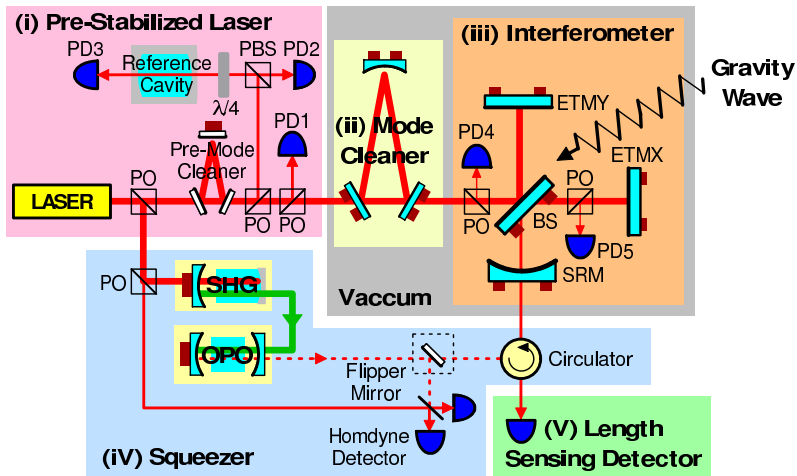 (i) Pre-Stabilized Laser
PD3
Reference
Cavity
PBS
PD2
λ/4
PD1
Pre-Mode
Cleaner
PO
LASER
PO
PO
(ii) Mode
Cleaner
(iii) Interferometer
Gravity
Wave
ETMY
PD4
ETMX
PO
BS
PO
PD5
SRM
Vaccum
PO
SHG
OPO
Flipper
Mirror
Circulator
Homdyne
Detector
(iV) Squeezer
(V) Length
Sensing Detector